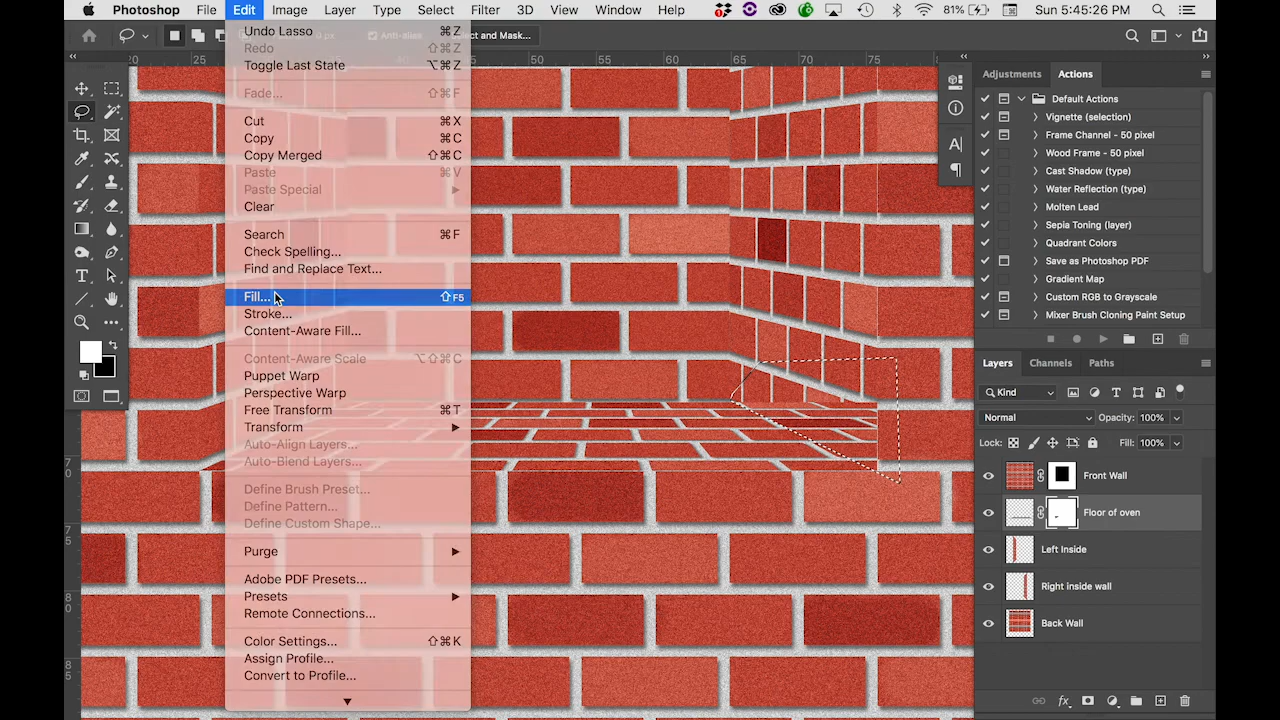 Photoshop File Edit Image Layer Type Select Filter 3D View Window Help 81% Sun 5:45:26 PM
Anti-alias Select and Mask...
20 25 40 50 55 60 65 70 75
Undo Lasso ⌘Z
Redo ⇧⌘Z
Toggle Last State ⌥⌘Z
Fade... ⇧⌘F
Cut ⌘X
Copy ⌘C
Copy Merged ⇧⌘C
Paste ⌘V
Paste Special
Clear
Search ⌘F
Check Spelling...
Find and Replace Text...
Fill... ⇧F5
Stroke...
Content-Aware Fill...
Content-Aware Scale ⌥⇧⌘C
Puppet Warp
Perspective Warp
Free Transform ⌘T
Transform
Auto-Align Layers...
Auto-Blend Layers...
Define Brush Preset...
Define Pattern...
Define Custom Shape...
Purge
Adobe PDF Presets...
Presets
Remote Connections...
Color Settings... ⇧⌘K
Assign Profile...
Convert to Profile...
70
75
80
85
Adjustments Actions
Default Actions
Vignette (selection)
Frame Channel - 50 pixel
Wood Frame - 50 pixel
Cast Shadow (type)
Water Reflection (type)
Molten Lead
Sepia Toning (layer)
Quadrant Colors
Save as Photoshop PDF
Gradient Map
Custom RGB to Grayscale
Mixer Brush Cloning Paint Setup
Layers Channels Paths
Kind
Normal Opacity: 100%
Lock: Fill: 100%
Front Wall
Floor of oven
Left Inside
Right inside wall
Back Wall
fx